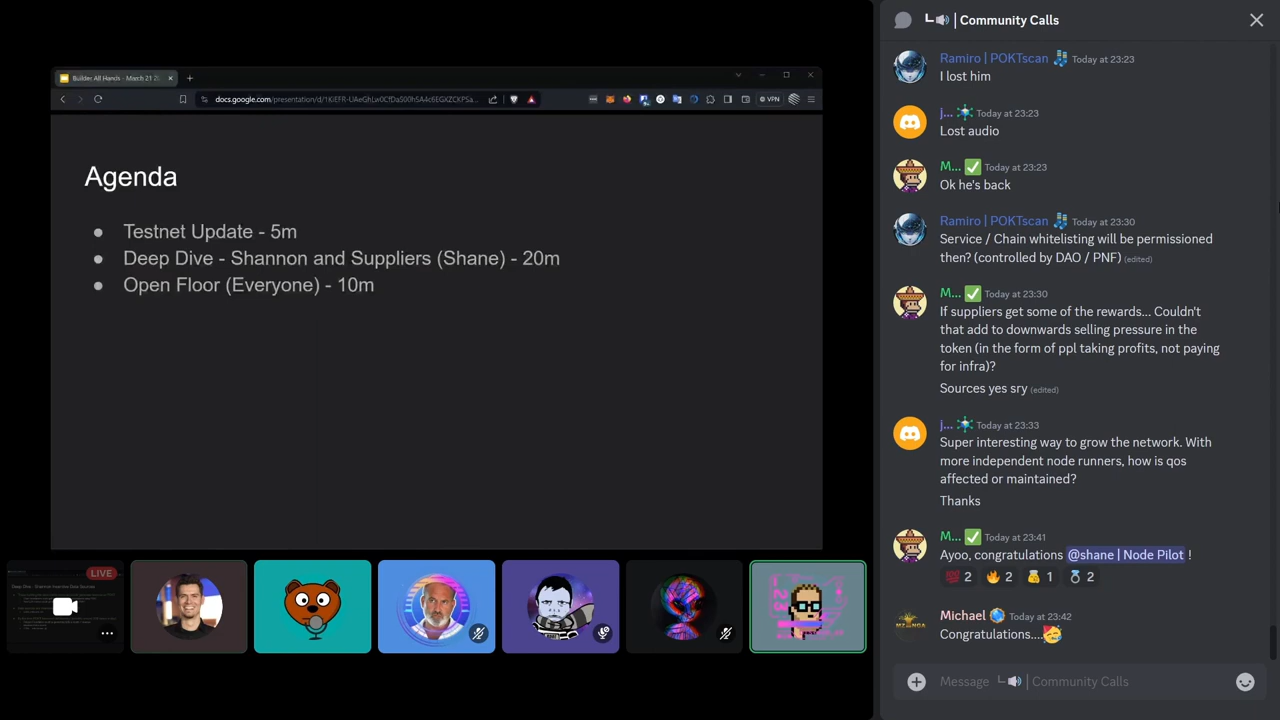 Builder All Hands - March 21 2
docs.google.com/presentation/d/
VPN
Agenda
● Testnet Update - 5m
● Deep Dive - Shannon and Suppliers (Shane) - 20m
● Open Floor (Everyone) - 10m
LIVE
Community Calls
Ramiro | POKTscan Today at 23:23
I lost him
j... Today at 23:23
Lost audio
M... ✅ Today at 23:23
Ok he's back
Ramiro | POKTscan Today at 23:30
Service / Chain whitelisting will be permissioned
then? (controlled by DAO / PNF) (edited)
M... ✅ Today at 23:30
If suppliers get some of the rewards... Couldn't
that add to downwards selling pressure in the
token (in the form of ppl taking profits, not paying
for infra)?
Sources yes sry (edited)
j... Today at 23:33
Super interesting way to grow the network. With
more independent node runners, how is qos
affected or maintained?
Thanks
M... ✅ Today at 23:41
Ayoo, congratulations @shane | Node Pilot !
💯 2 🔥 2 🥇 1 🥈 2
Michael Today at 23:42
Congratulations....🥳
Message Community Calls